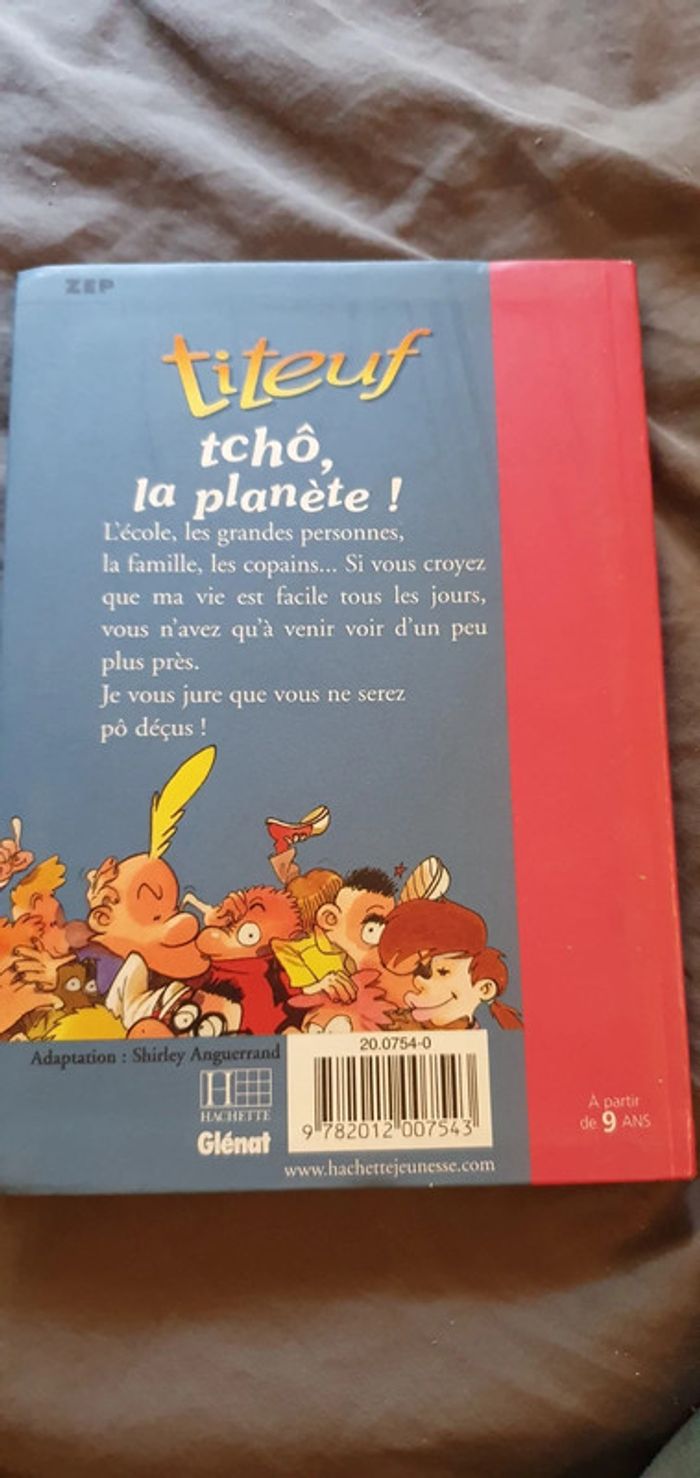 ZEP
titeuf
tchô,
la planète !
L'école, les grandes personnes,
la famille, les copains... Si vous croyez
que ma vie est facile tous les jours,
vous n'avez qu'à venir voir d'un peu
plus près.
Je vous jure que vous ne serez
pô déçus !
Adaptation : Shirley Anguerrand
20.0754-0
H
HACHETTE
Glénat
9 782012 007543
www.hachettejeunesse.com
À partir
de 9 ANS